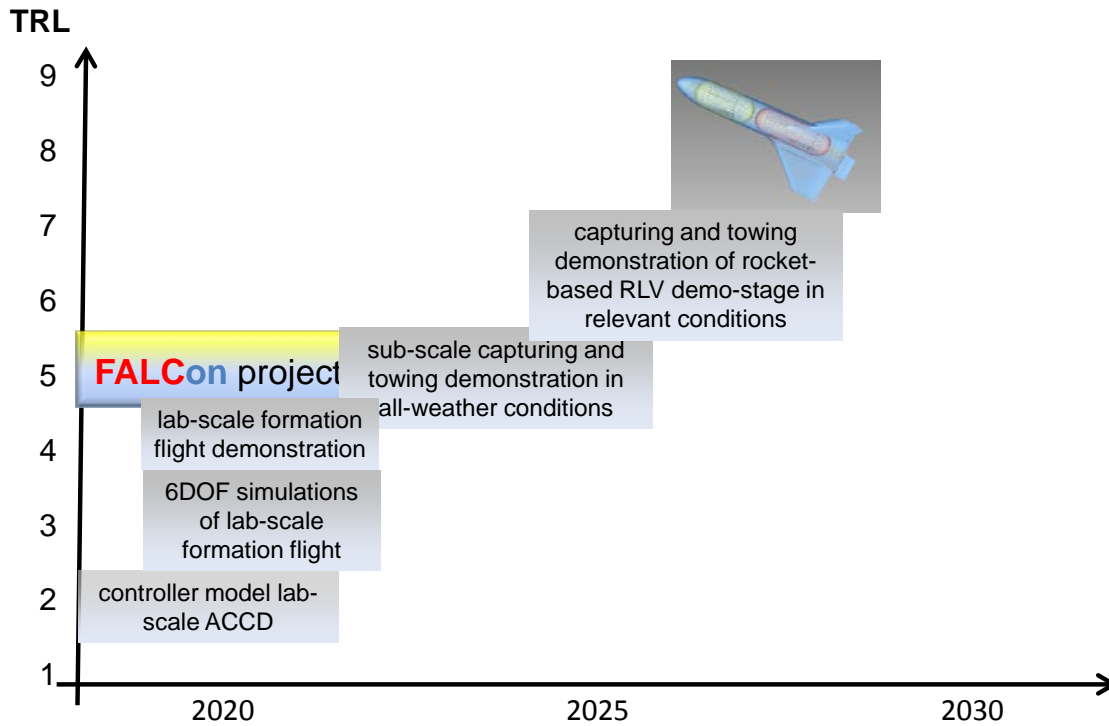 TRL
9
8
7
6
5
4
3
2
1
capturing and towing
demonstration of rocket-
based RLV demo-stage in
relevant conditions
FALCon project
sub-scale capturing and
towing demonstration in
all-weather conditions
lab-scale formation
flight demonstration
6DOF simulations
of lab-scale
formation flight
controller model lab-
scale ACCD
2020
2025
2030